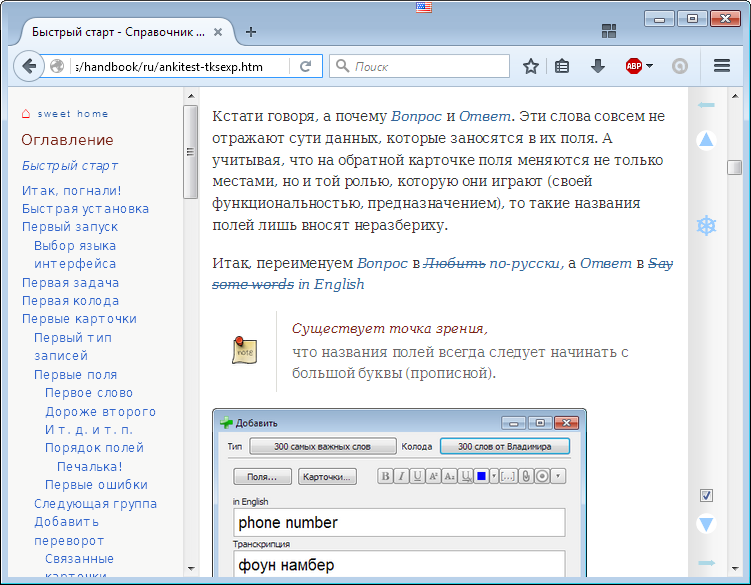 Быстрый старт - Справочник ...
:/handbook/ru/ankitest-tksexp.htm
Поиск
ABP
sweet home
Оглавление
Быстрый старт
Итак, погнали!
Быстрая установка
Первый запуск
Выбор языка
интерфейса
Первая задача
Первая колода
Первые карточки
Первый тип
записей
Первые поля
Первое слово
Дороже второго
И т. д. и т. п.
Порядок полей
Печалька!
Первые ошибки
Следующая группа
Добавить
переворот
Связанные
карточки
Кстати говоря, а почему Вопрос и Ответ. Эти слова совсем не
отражают сути данных, которые заносятся в их поля. А
учитывая, что на обратной карточке поля меняются не только
местами, но и той ролью, которую они играют (своей
функциональностью, предназначением), то такие названия
полей лишь вносят неразбериху.
Итак, переименуем Вопрос в Любить по-русски, а Ответ в Say
some words in English
note
Существует точка зрения,
что названия полей всегда следует начинать с
большой буквы (прописной).
Добавить
Тип 300 самых важных слов Колода 300 слов от Владимира
Поля... Карточки... B I U A² A₂ [...]
in English
phone number
Транскрипция
фоун намбер